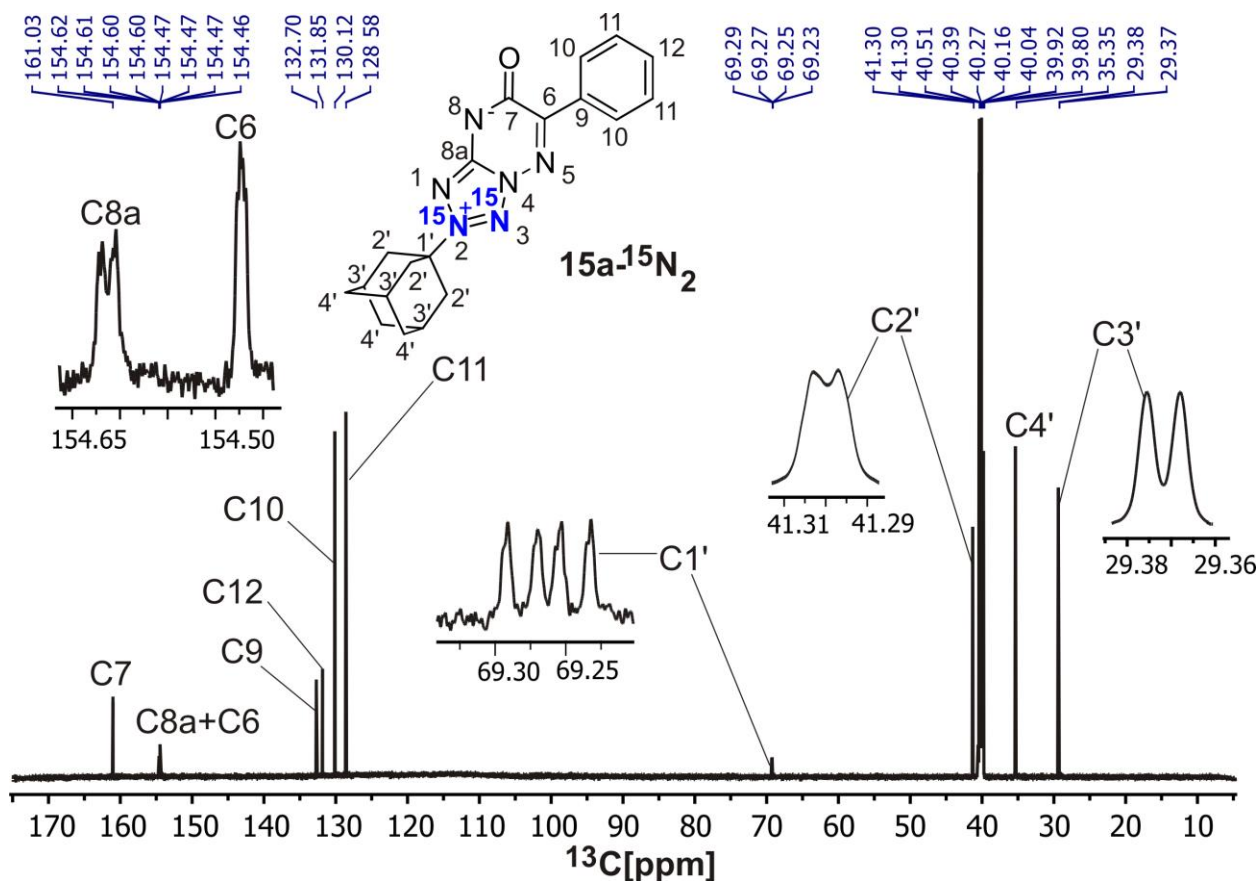 161.03
154.62
154.61
154.60
154.60
154.47
154.47
154.47
154.46
132.70
131.85
130.12
128 58
69.29
69.27
69.25
69.23
41.30
41.30
40.51
40.39
40.27
40.16
40.04
39.92
39.80
35.35
29.38
29.37
C8a
C6
154.65 154.50
11
10 12
O
6 11
8 7 9 10
N-
8a N 5
1 N N 4
15 15
N+ N
2 3
1'
2'
3' 3' 2'
4' 2'
3'
4' 4'
15a-15N2
C11
C10
C12
C9
C7
C8a+C6
C1'
69.30 69.25
C2'
41.31 41.29
C4'
C3'
29.38 29.36
170 160 150 140 130 120 110 100 90 80 70 60 50 40 30 20 10
13C[ppm]